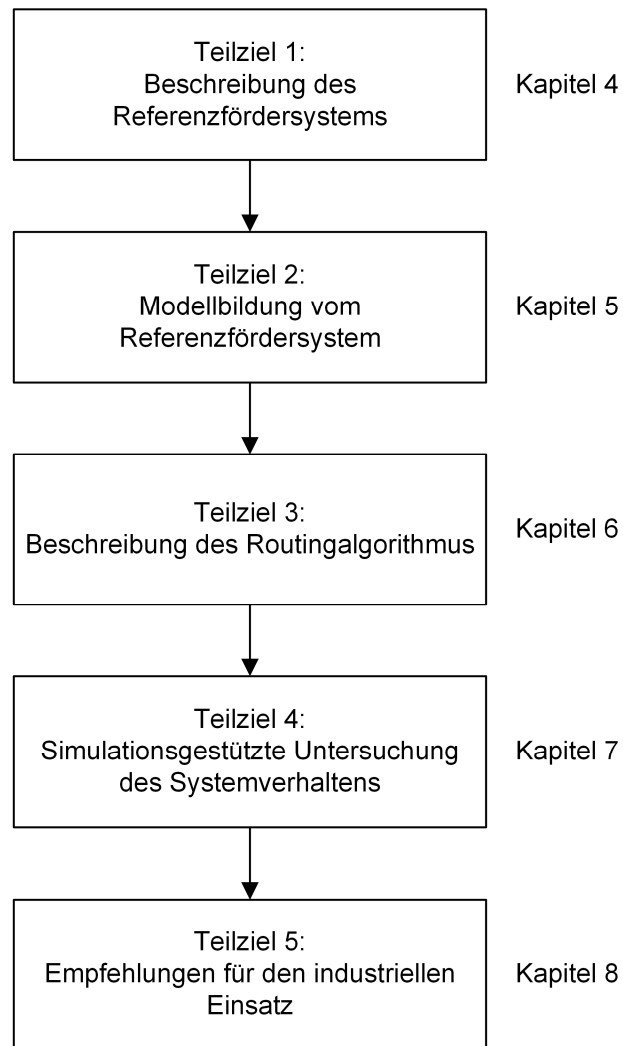 Teilziel 1:
Beschreibung des
Referenzfördersystems
Kapitel 4
Teilziel 2:
Modellbildung vom
Referenzfördersystem
Kapitel 5
Teilziel 3:
Beschreibung des Routingalgorithmus
Kapitel 6
Teilziel 4:
Simulationsgestützte Untersuchung
des Systemverhaltens
Kapitel 7
Teilziel 5:
Empfehlungen für den industriellen
Einsatz
Kapitel 8